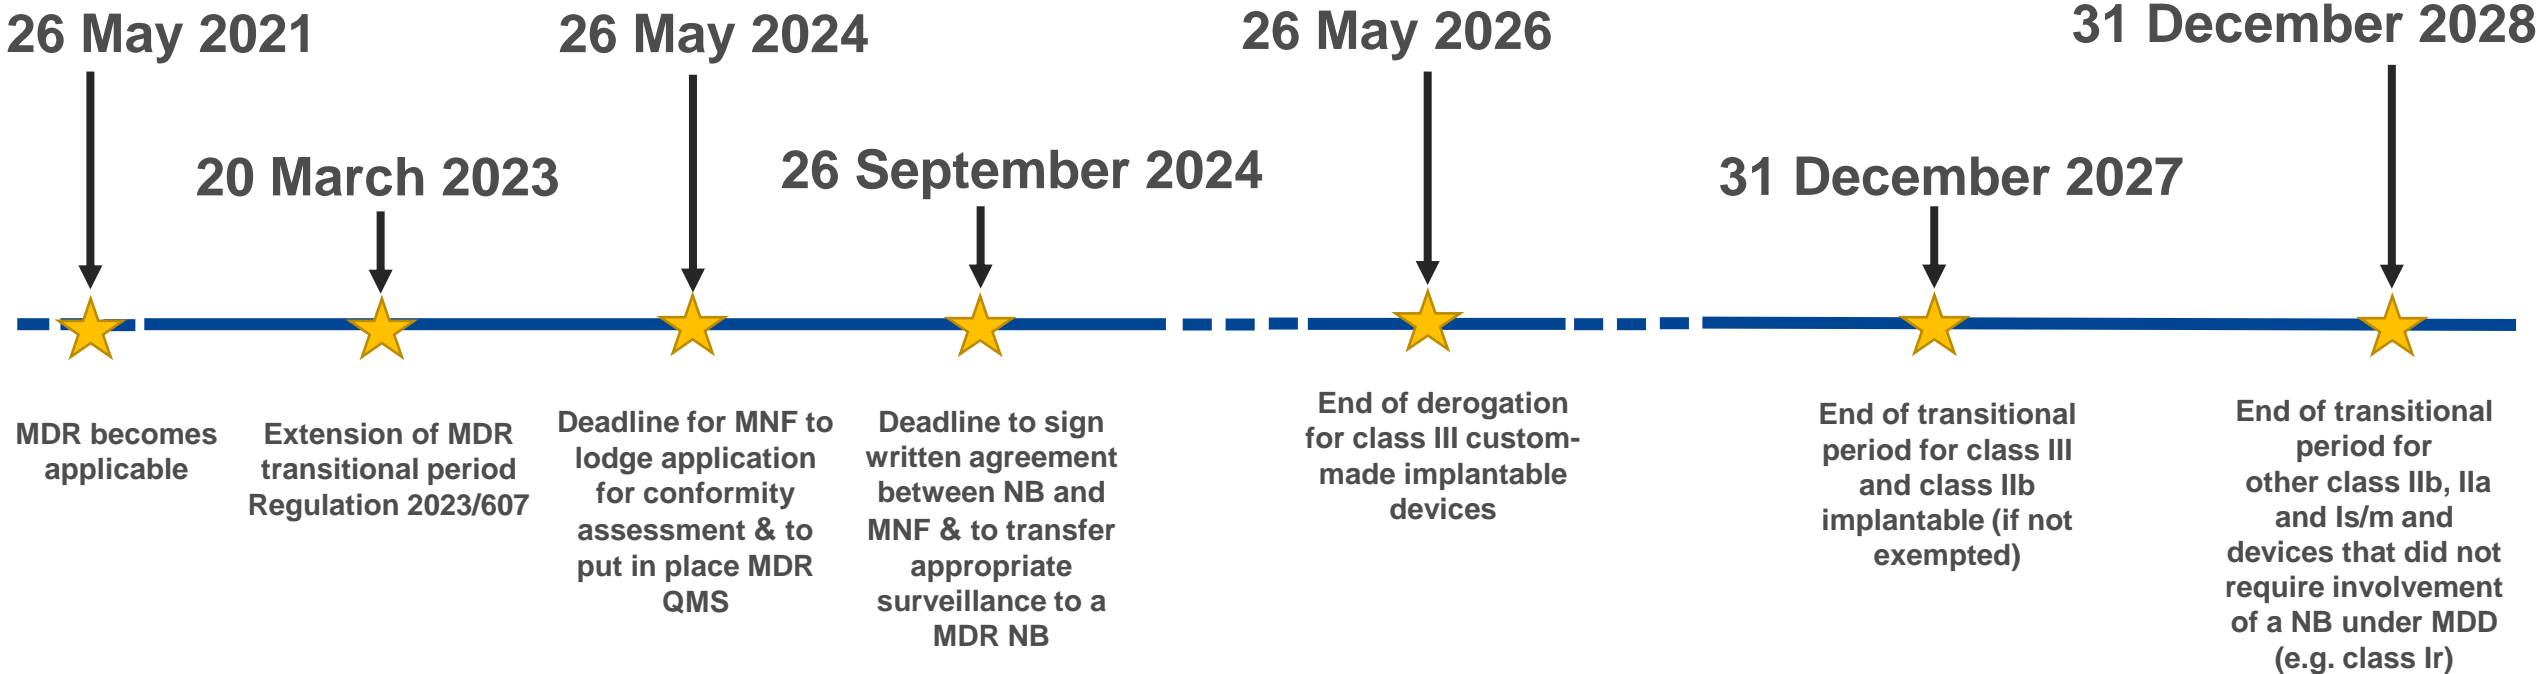 26 May 2021
MDR becomes
applicable
20 March 2023
Extension of MDR
transitional period
Regulation 2023/607
26 May 2024
Deadline for MNF to
lodge application
for conformity
assessment & to
put in place MDR
QMS
26 September 2024
Deadline to sign
written agreement
between NB and
MNF & to transfer
appropriate
surveillance to a
MDR NB
26 May 2026
End of derogation
for class III custom-
made implantable
devices
31 December 2027
End of transitional
period for class III
and class IIb
implantable (if not
exempted)
31 December 2028
End of transitional
period for
other class IIb, IIa
and Is/m and
devices that did not
require involvement
of a NB under MDD
(e.g. class Ir)